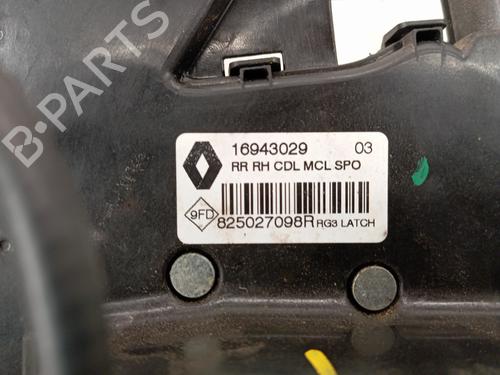 16943029 03
RR RH CDL MCL SPO
9FD
825027098R RG3 LATCH
B-PARTS